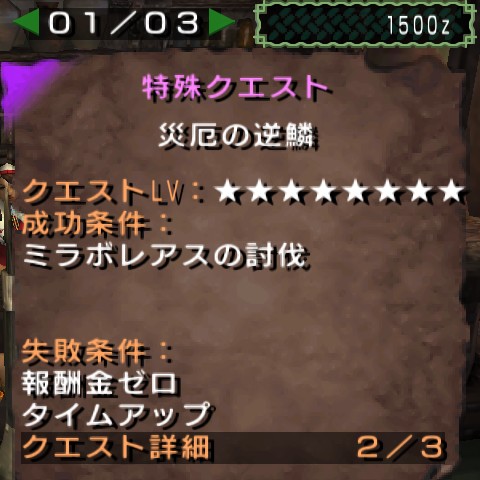 01/03
1500z
特殊クエスト
災厄の逆鱗
クエストLV:★★★★★★★★
成功条件:
ミラボレアスの討伐
失敗条件:
報酬金ゼロ
タイムアップ
クエスト詳細 2/3